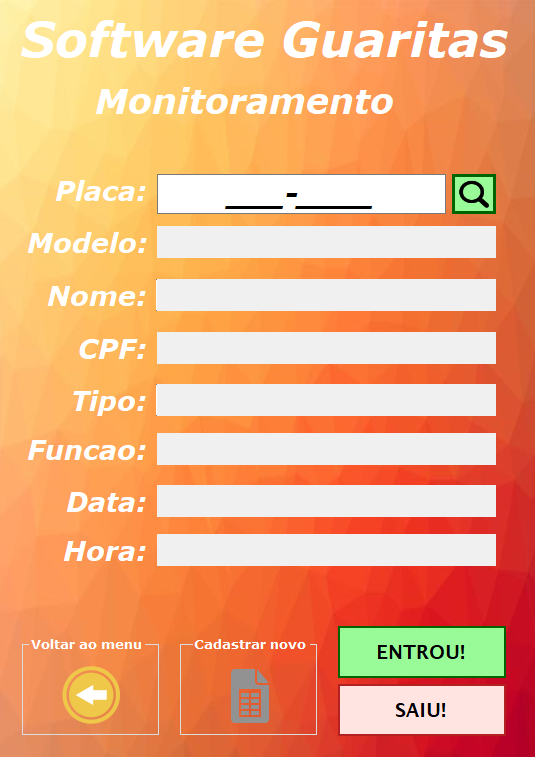 Software Guaritas
Monitoramento
Placa: ___-____
Modelo:
Nome:
CPF:
Tipo:
Funcao:
Data:
Hora:
Voltar ao menu
Cadastrar novo
ENTROU!
SAIU!